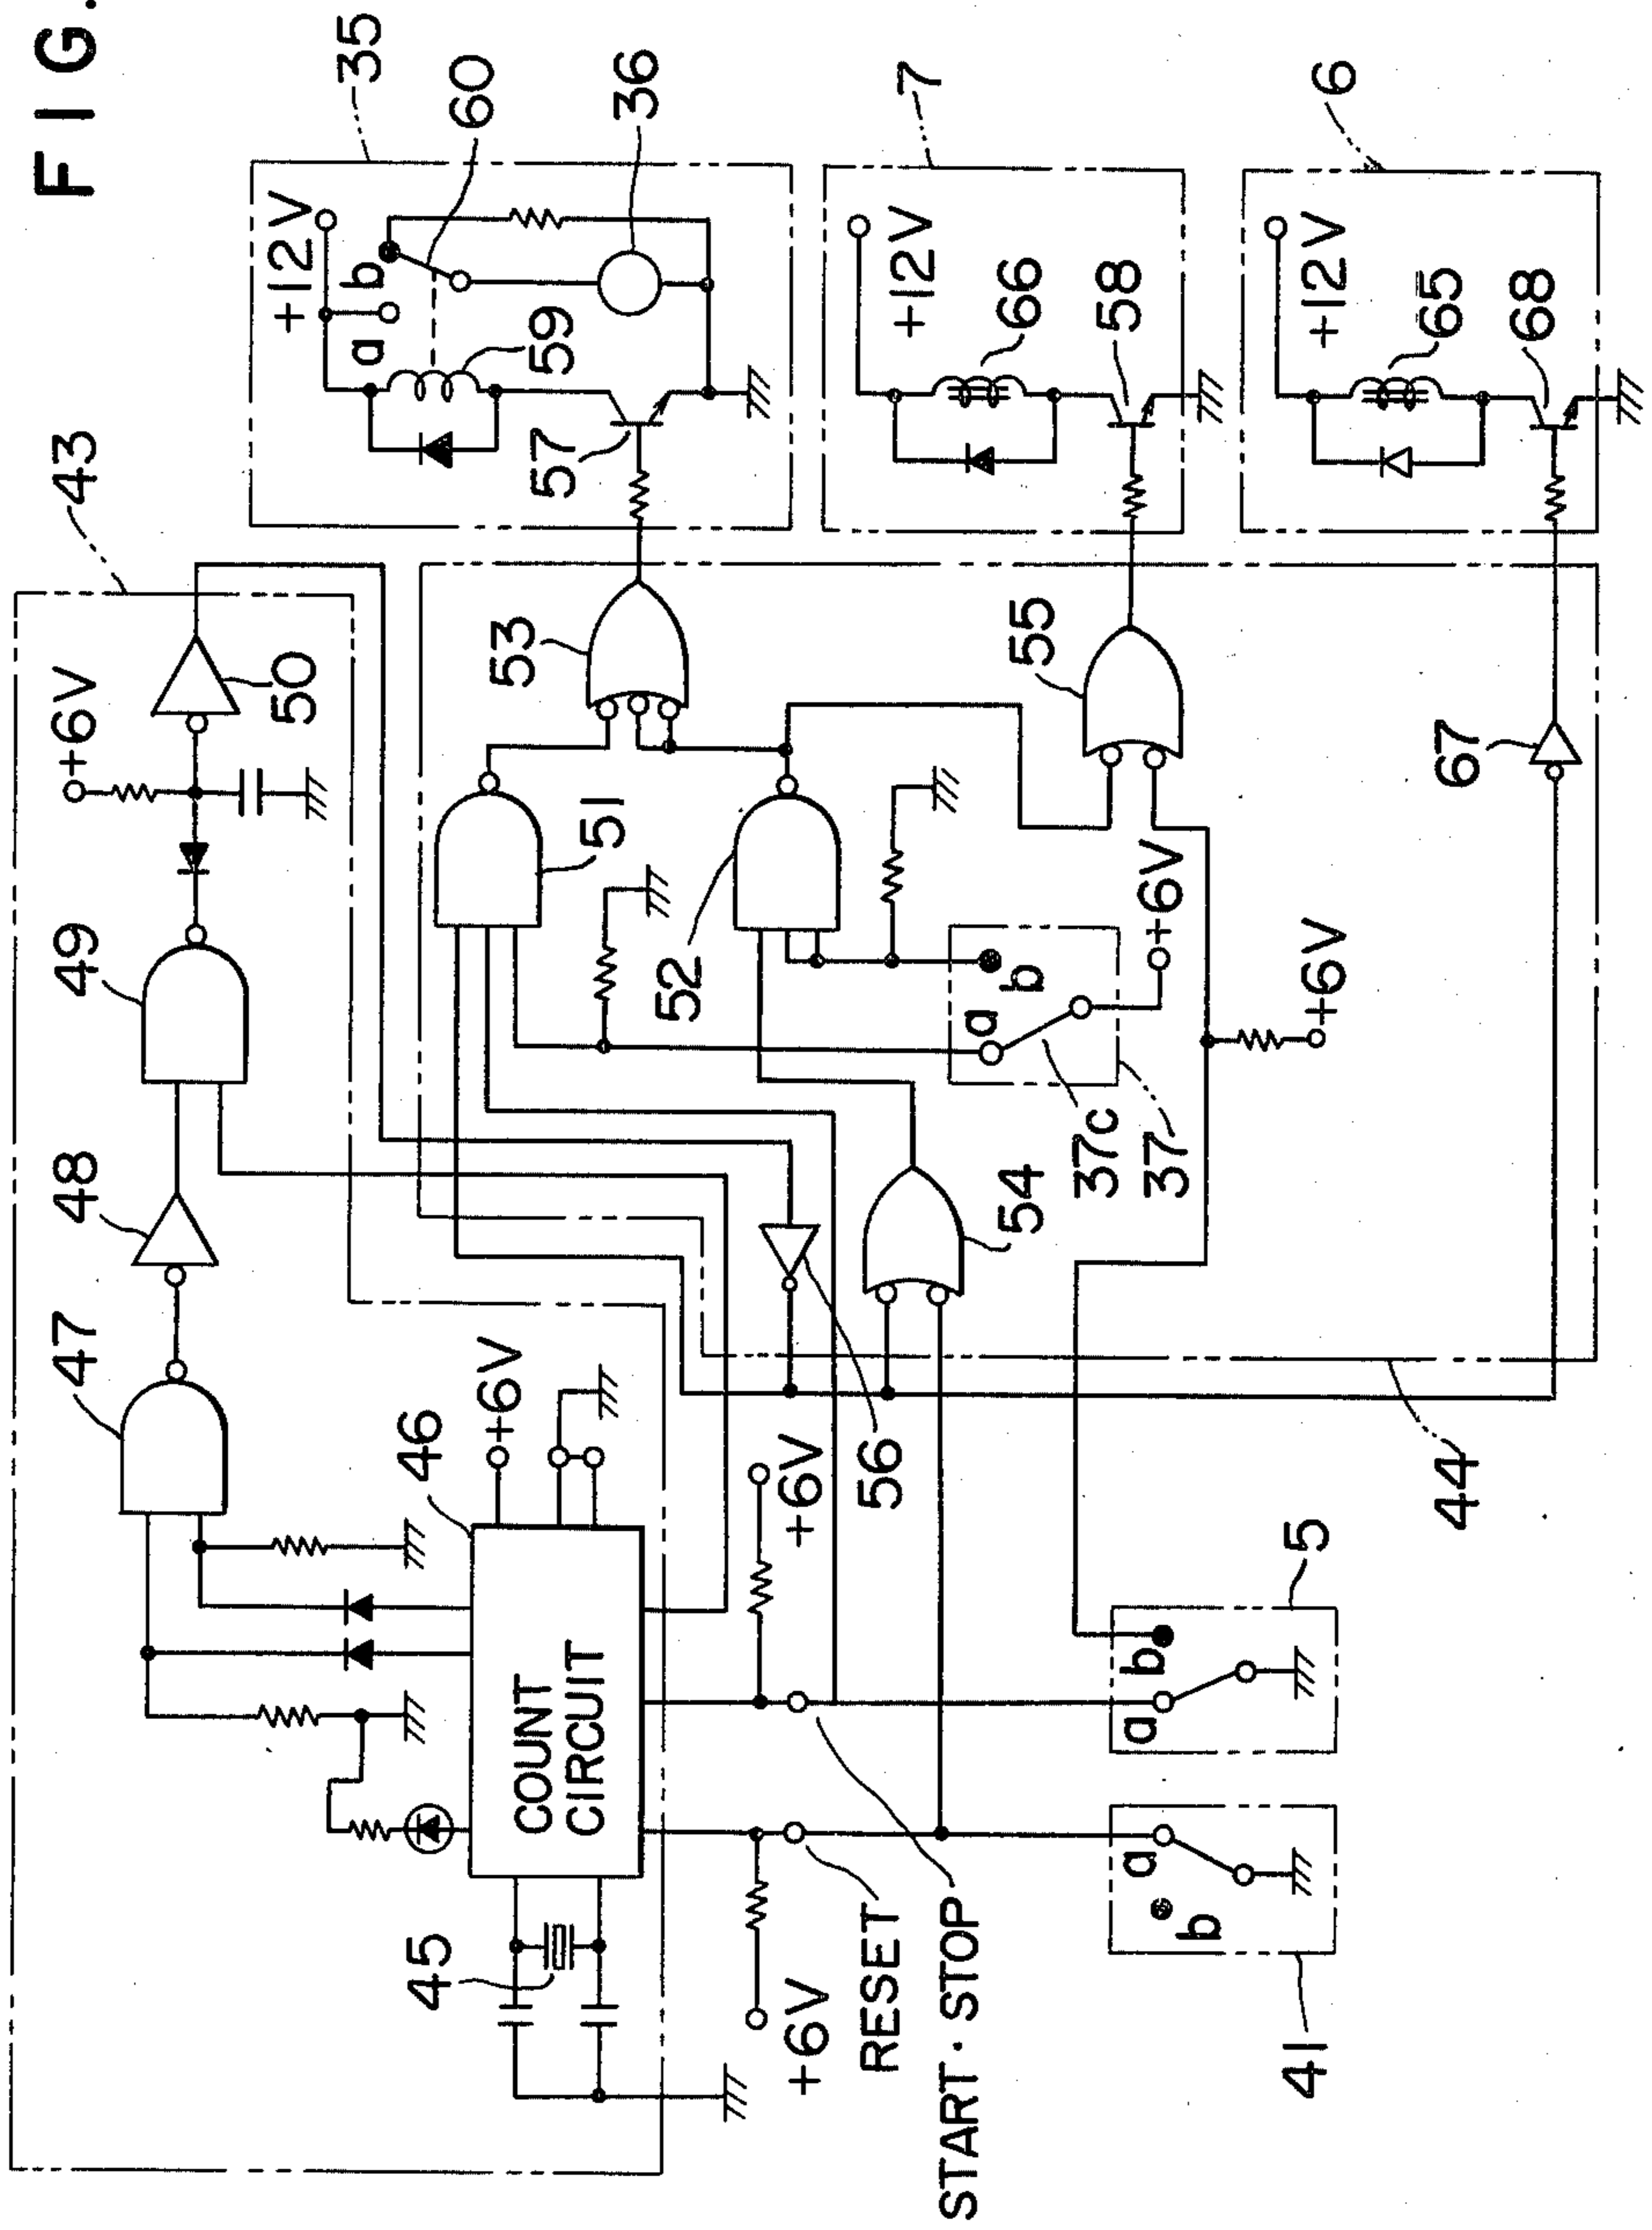 FIG.
43
35
+12V
a
b
60
36
59
57
7
+12V
66
58
6
+12V
65
68
+6V
50
49
48
47
53
51
52
55
67
a
b
+6V
37c
37
+6V
54
56
44
46
+6V
COUNT
CIRCUIT
45
+6V
+6V
RESET
START·STOP
a
b
5
a
b
41